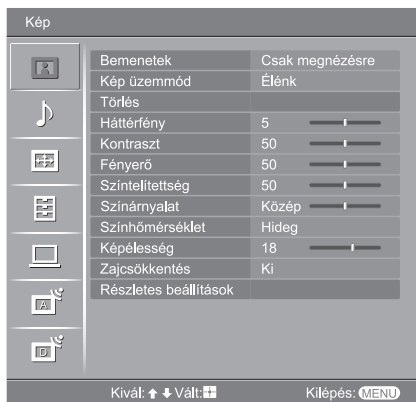 Kép
Bemenetek Csak megnézésre
Kép üzemmód Élénk
Törlés
Háttérfény 5
Kontraszt 50
Fényerő 50
Színtelítettség 50
Színárnyalat Közép
Színhőmérséklet Hideg
Képélesség 18
Zajcsökkentés Ki
Részletes beállítások
A
D
Kivál: Vált: Kilépés: MENU